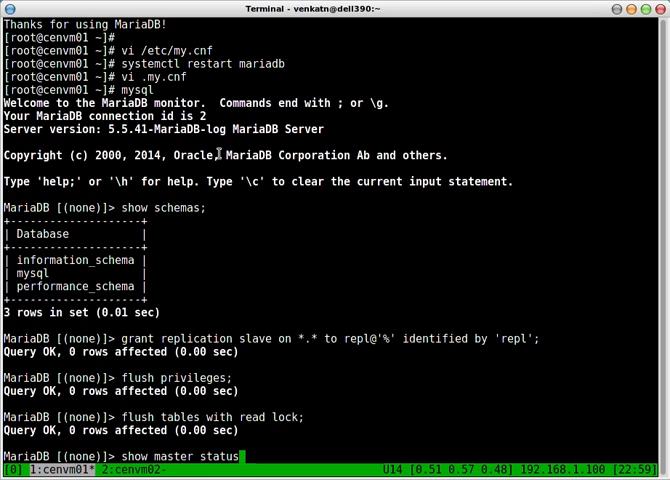 Terminal - venkatn@dell390:~
Thanks for using MariaDB!
[root@cenvm01 ~]#
[root@cenvm01 ~]# vi /etc/my.cnf
[root@cenvm01 ~]# systemctl restart mariadb
[root@cenvm01 ~]# vi .my.cnf
[root@cenvm01 ~]# mysql
Welcome to the MariaDB monitor.  Commands end with ; or \g.
Your MariaDB connection id is 2
Server version: 5.5.41-MariaDB-log MariaDB Server

Copyright (c) 2000, 2014, Oracle, MariaDB Corporation Ab and others.

Type 'help;' or '\h' for help. Type '\c' to clear the current input statement.

MariaDB [(none)]> show schemas;
+--------------------+
| Database           |
+--------------------+
| information_schema |
| mysql              |
| performance_schema |
+--------------------+
3 rows in set (0.01 sec)

MariaDB [(none)]> grant replication slave on *.* to repl@'%' identified by 'repl';
Query OK, 0 rows affected (0.00 sec)

MariaDB [(none)]> flush privileges;
Query OK, 0 rows affected (0.00 sec)

MariaDB [(none)]> flush tables with read lock;
Query OK, 0 rows affected (0.00 sec)

MariaDB [(none)]> show master status
[0] 1:cenvm01* 2:cenvm02- U14 [0.51 0.57 0.48] 192.168.1.100 [22:59]